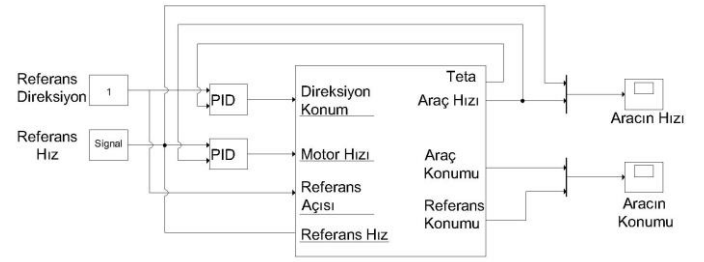 Referans
Direksiyon
1
PID
Referans
Hız
Signal
PID
Direksiyon
Konum
Motor Hızı
Referans
Açısı
Referans Hız
Teta
Araç Hızı
Araç
Konumu
Referans
Konumu
Aracın Hızı
Aracın
Konumu